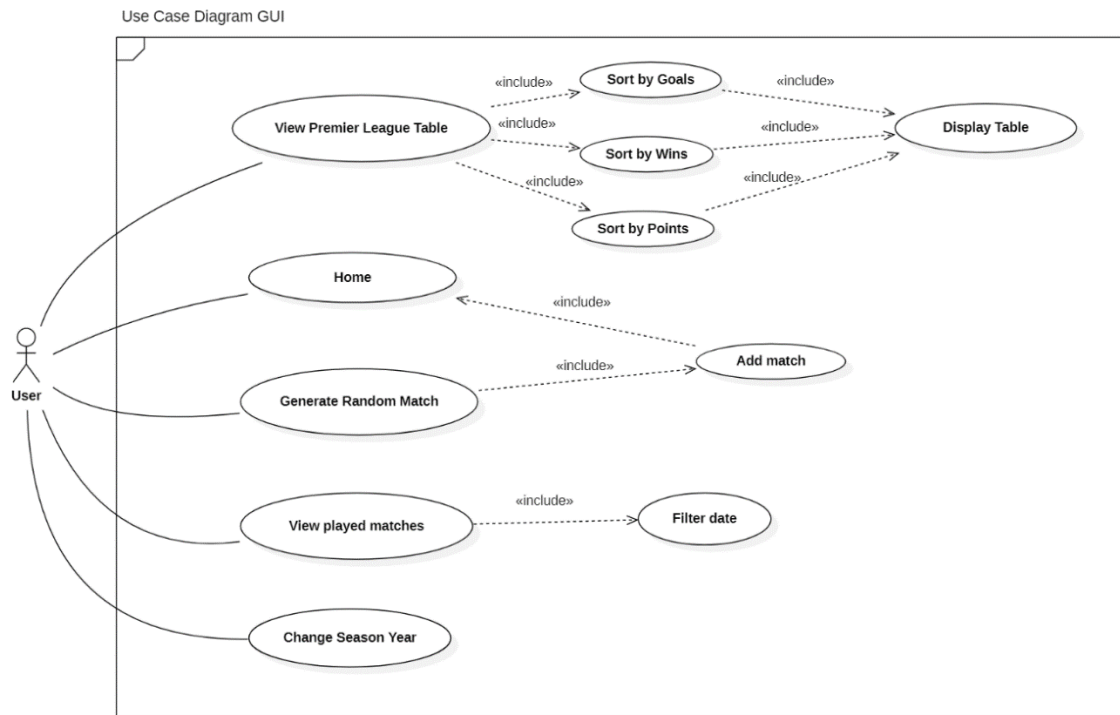 Use Case Diagram GUI
«include»
Sort by Goals
«include»
View Premier League Table
«include»
«include»
Display Table
Sort by Wins
«include»
«include»
Sort by Points
Home
«include»
User
Generate Random Match
«include»
Add match
View played matches
«include»
Filter date
Change Season Year